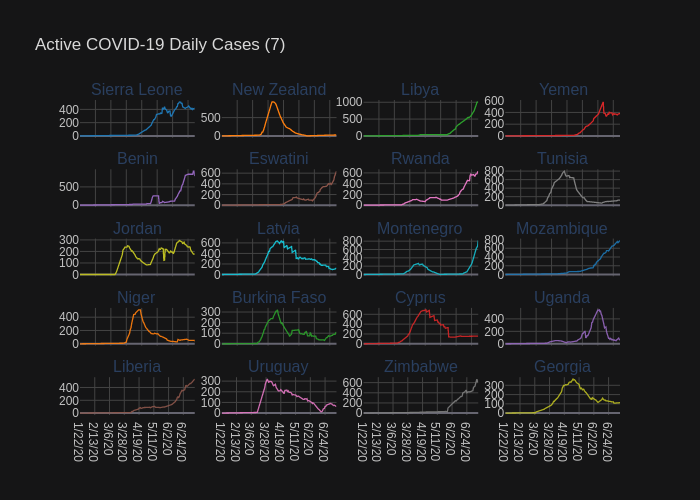 Active COVID-19 Daily Cases (7)
Sierra Leone New Zealand Libya Yemen
400 200 0 500 0 1000 500 0 600 400 200 0
Benin Eswatini Rwanda Tunisia
500 0 600 400 200 0 600 400 200 0 800 600 400 200 0
Jordan Latvia Montenegro Mozambique
300 200 100 0 600 400 200 0 800 600 400 200 0 800 600 400 200 0
Niger Burkina Faso Cyprus Uganda
400 200 0 300 200 100 0 600 400 200 0 400 200 0
Liberia Uruguay Zimbabwe Georgia
400 200 0 300 200 100 0 600 400 200 0 300 200 100 0
1/22/20 2/13/20 3/6/20 3/28/20 4/19/20 5/11/20 6/2/20 6/24/20 1/22/20 2/13/20 3/6/20 3/28/20 4/19/20 5/11/20 6/2/20 6/24/20 1/22/20 2/13/20 3/6/20 3/28/20 4/19/20 5/11/20 6/2/20 6/24/20 1/22/20 2/13/20 3/6/20 3/28/20 4/19/20 5/11/20 6/2/20 6/24/20